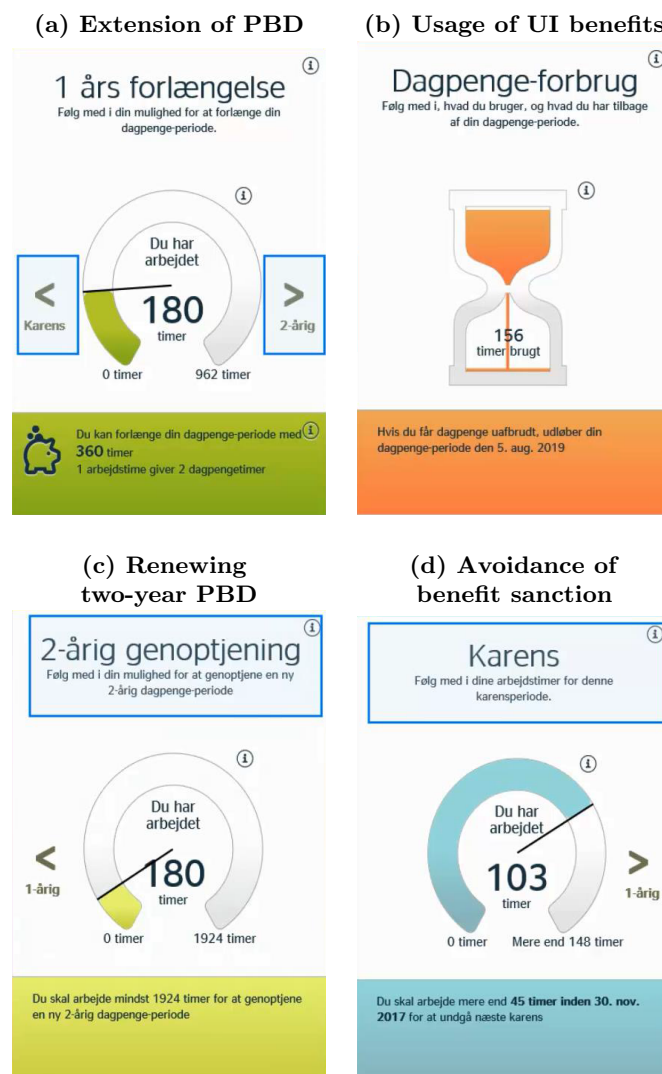 (a) Extension of PBD
1 års forlængelse
Følg med i din mulighed for at forlænge din
dagpenge-periode.
Du har
arbejdet
180
timer
<
Karens
>
2-årig
0 timer
962 timer
Du kan forlænge din dagpenge-periode med
360 timer
1 arbejdstime giver 2 dagpengetimer
(b) Usage of UI benefits
Dagpenge-forbrug
Følg med i, hvad du bruger, og hvad du har tilbage
af din dagpenge-periode.
156
timer brugt
Hvis du får dagpenge uafbrudt, udløber din
dagpenge-periode den 5. aug. 2019
(c) Renewing
two-year PBD
2-årig genoptjening
Følg med i din mulighed for at genoptjene en ny
2-årig dagpenge-periode
Du har
arbejdet
180
timer
<
1-årig
0 timer
1924 timer
Du skal arbejde mindst 1924 timer for at genoptjene
en ny 2-årig dagpenge-periode
(d) Avoidance of
benefit sanction
Karens
Følg med i dine arbejdstimer for denne
karensperiode.
Du har
arbejdet
103
timer
>
1-årig
0 timer
Mere end 148 timer
Du skal arbejde mere end 45 timer inden 30. nov.
2017 for at undgå næste karens